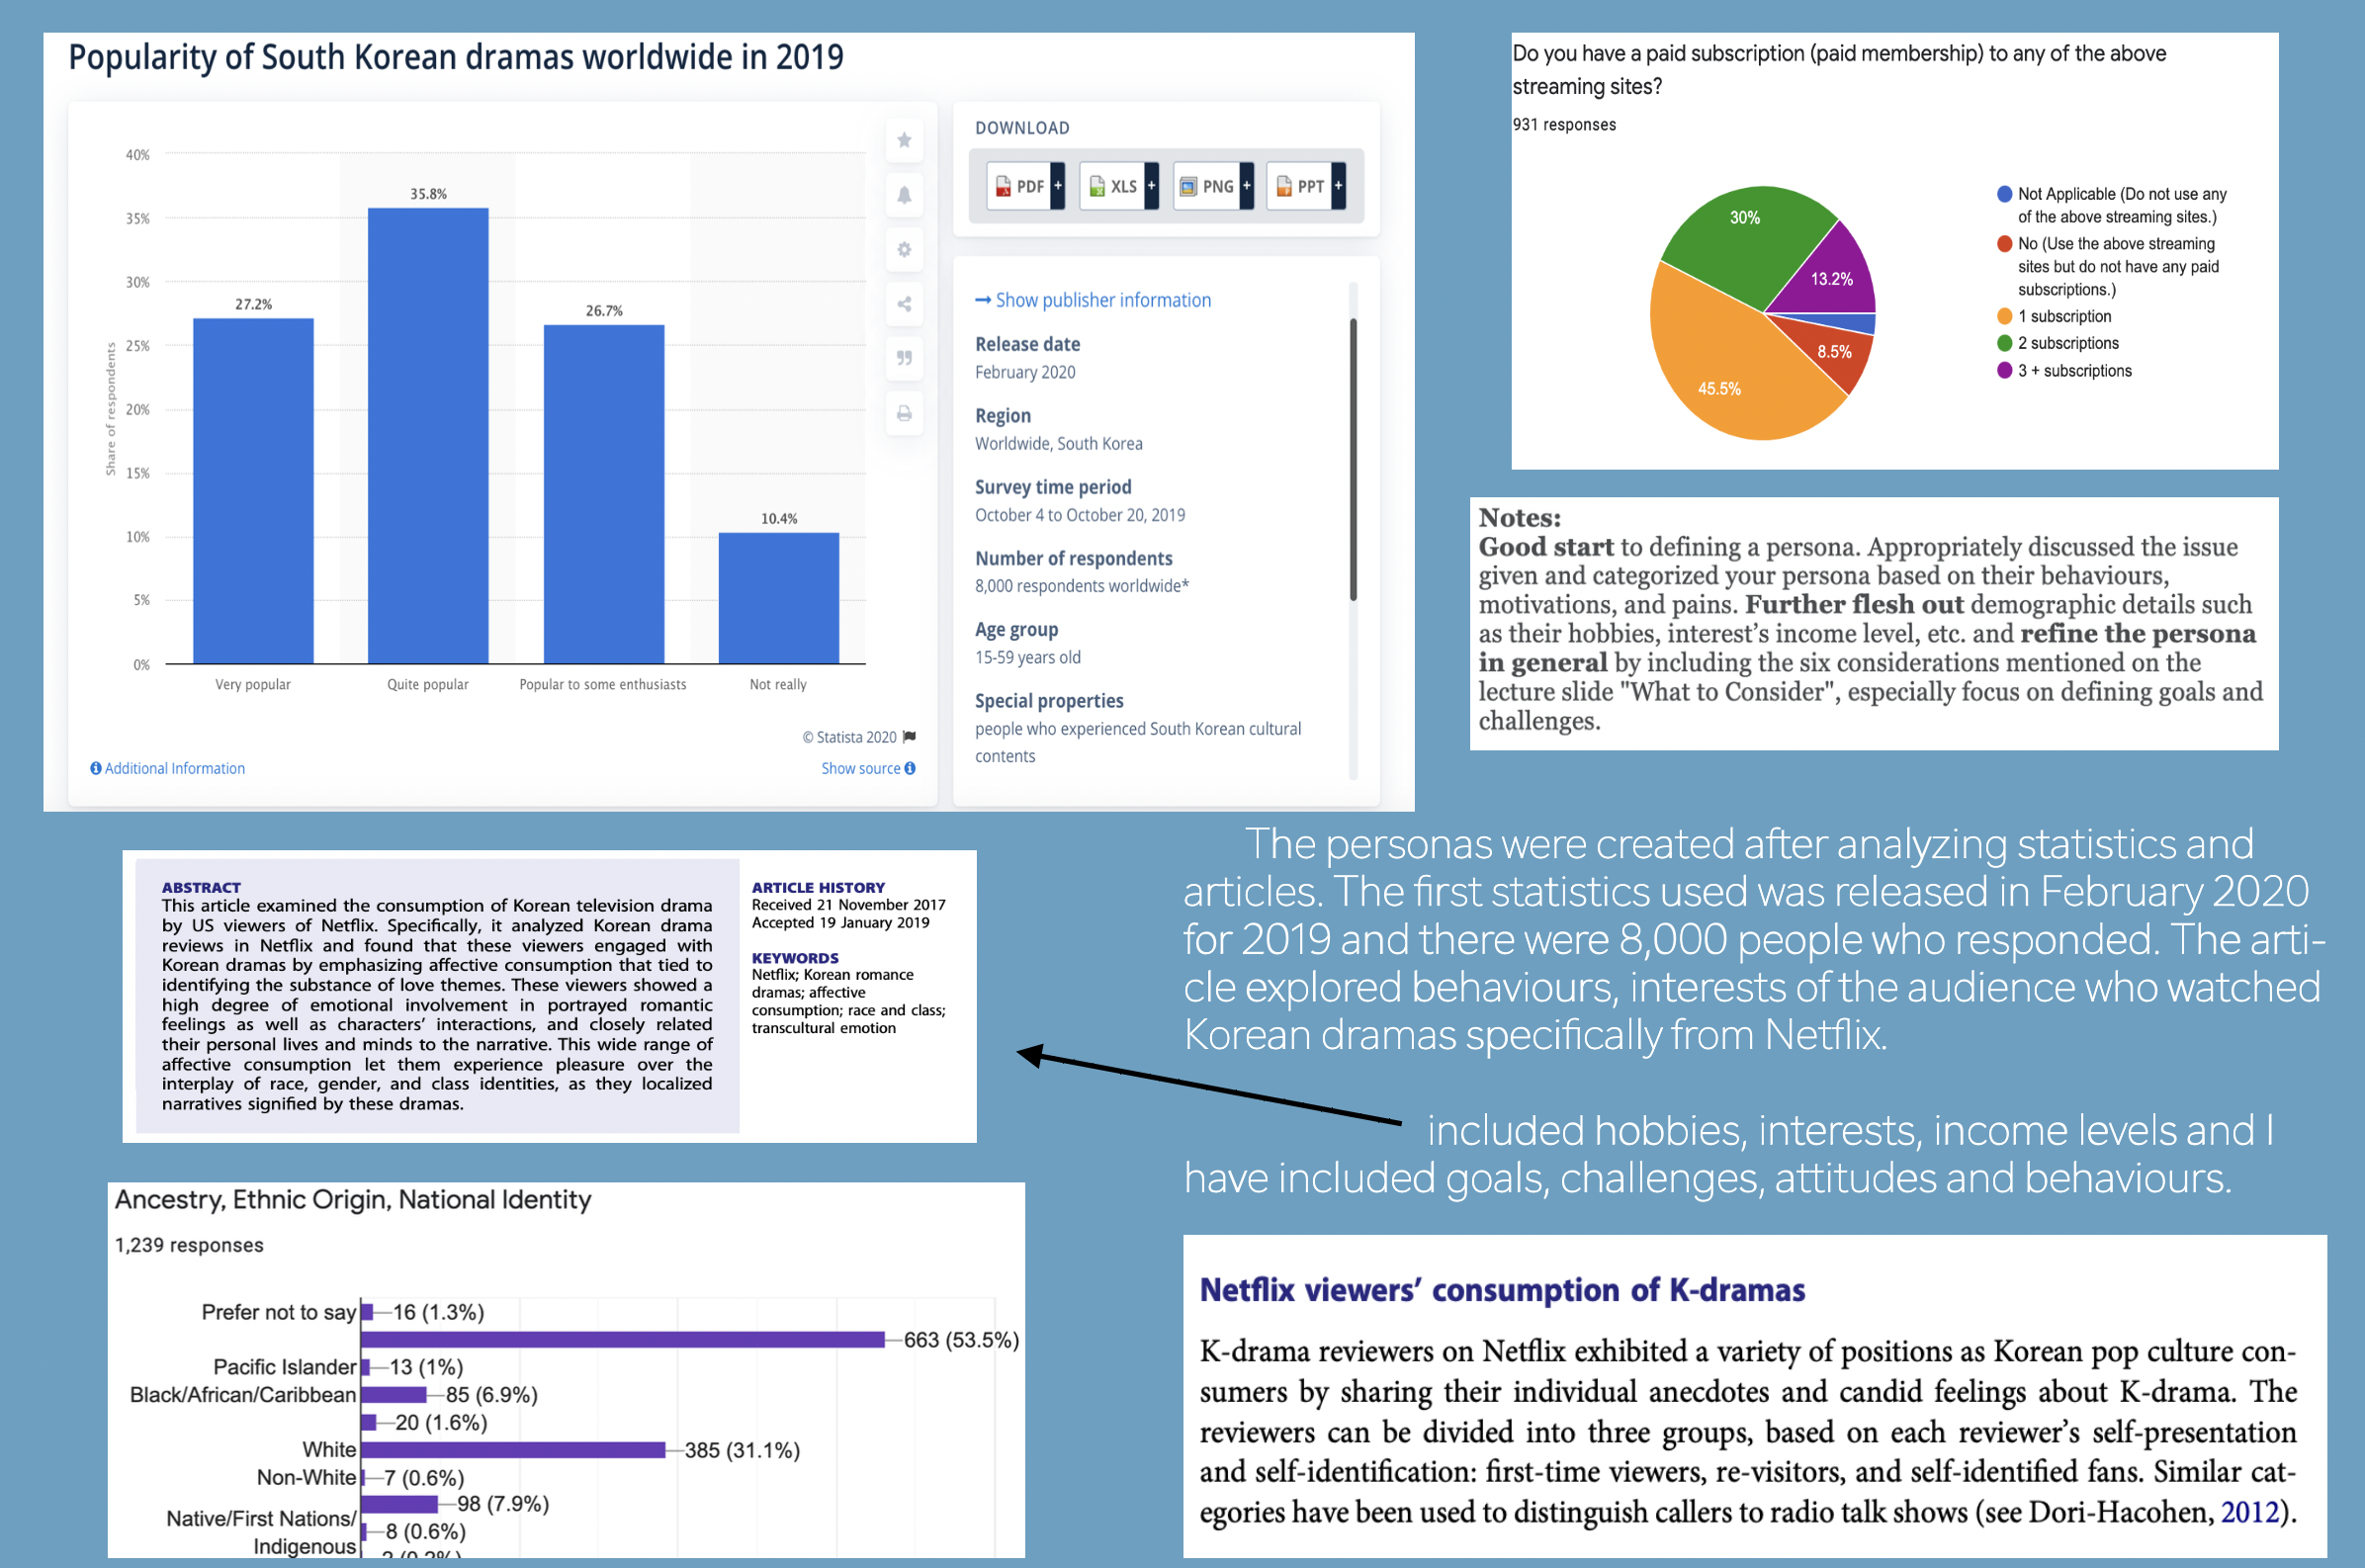 Popularity of South Korean dramas worldwide in 2019
40%
35%
30%
25%
20%
15%
10%
5%
0%
Share of respondents
27.2%
35.8%
26.7%
10.4%
Very popular
Quite popular
Popular to some enthusiasts
Not really
© Statista 2020
Additional Information
Show source
DOWNLOAD
PDF +
XLS +
PNG +
PPT +
Show publisher information
Release date
February 2020
Region
Worldwide, South Korea
Survey time period
October 4 to October 20, 2019
Number of respondents
8,000 respondents worldwide*
Age group
15-59 years old
Special properties
people who experienced South Korean cultural
contents
Do you have a paid subscription (paid membership) to any of the above
streaming sites?
931 responses
30%
13.2%
8.5%
45.5%
Not Applicable (Do not use any
of the above streaming sites.)
No (Use the above streaming
sites but do not have any paid
subscriptions.)
1 subscription
2 subscriptions
3 + subscriptions
Notes:
Good start to defining a persona. Appropriately discussed the issue
given and categorized your persona based on their behaviours,
motivations, and pains. Further flesh out demographic details such
as their hobbies, interest's income level, etc. and refine the persona
in general by including the six considerations mentioned on the
lecture slide "What to Consider", especially focus on defining goals and
challenges.
ABSTRACT
This article examined the consumption of Korean television drama
by US viewers of Netflix. Specifically, it analyzed Korean drama
reviews in Netflix and found that these viewers engaged with
Korean dramas by emphasizing affective consumption that tied to
identifying the substance of love themes. These viewers showed a
high degree of emotional involvement in portrayed romantic
feelings as well as characters' interactions, and closely related
their personal lives and minds to the narrative. This wide range of
affective consumption let them experience pleasure over the
interplay of race, gender, and class identities, as they localized
narratives signified by these dramas.
ARTICLE HISTORY
Received 21 November 2017
Accepted 19 January 2019
KEYWORDS
Netflix; Korean romance
dramas; affective
consumption; race and class;
transcultural emotion
The personas were created after analyzing statistics and
articles. The first statistics used was released in February 2020
for 2019 and there were 8,000 people who responded. The arti-
cle explored behaviours, interests of the audience who watched
Korean dramas specifically from Netflix.
included hobbies, interests, income levels and I
have included goals, challenges, attitudes and behaviours.
Ancestry, Ethnic Origin, National Identity
1,239 responses
Prefer not to say 16 (1.3%)
663 (53.5%)
Pacific Islander 13 (1%)
Black/African/Caribbean 85 (6.9%)
20 (1.6%)
White 385 (31.1%)
Non-White 7 (0.6%)
98 (7.9%)
Native/First Nations/
Indigenous
8 (0.6%)
Netflix viewers' consumption of K-dramas
K-drama reviewers on Netflix exhibited a variety of positions as Korean pop culture con-
sumers by sharing their individual anecdotes and candid feelings about K-drama. The
reviewers can be divided into three groups, based on each reviewer's self-presentation
and self-identification: first-time viewers, re-visitors, and self-identified fans. Similar cat-
egories have been used to distinguish callers to radio talk shows (see Dori-Hacohen, 2012).